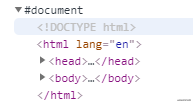 ▼#document
<!DOCTYPE html>
<html lang="en">
▶<head>…</head>
▶<body>…</body>
</html>